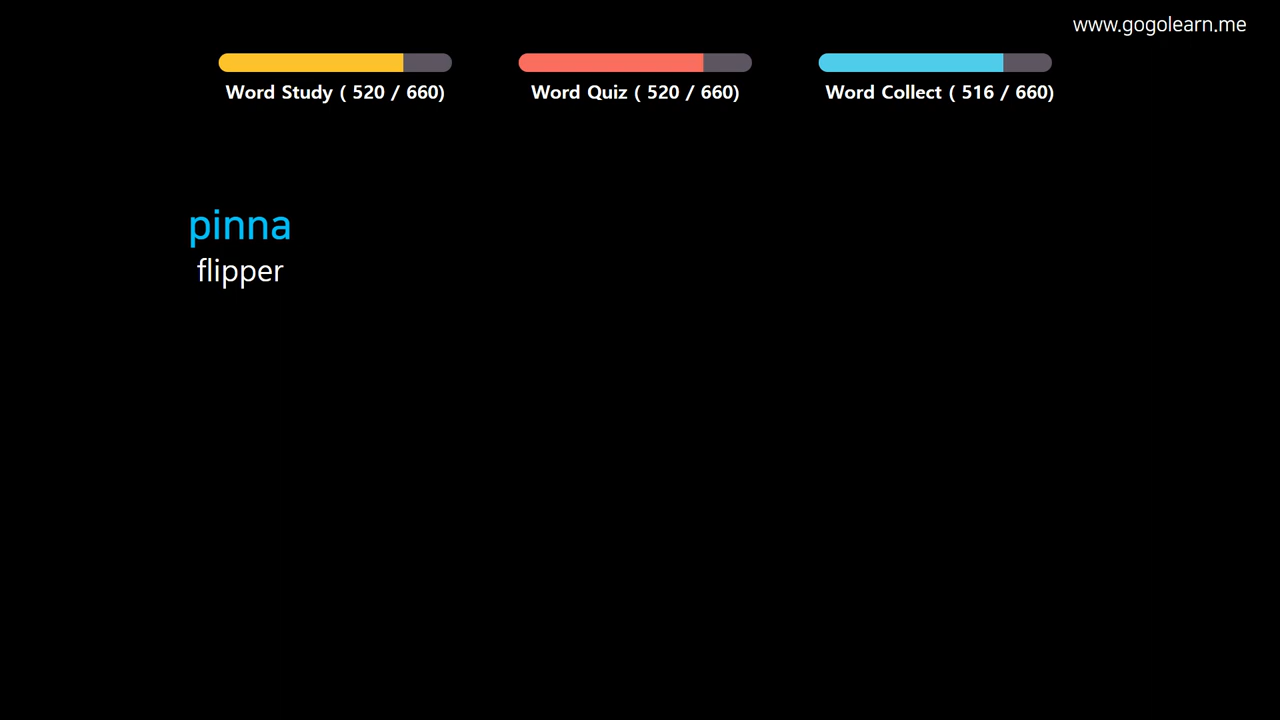 www.gogolearn.me
Word Study ( 520 / 660)
Word Quiz ( 520 / 660)
Word Collect ( 516 / 660)
pinna
flipper